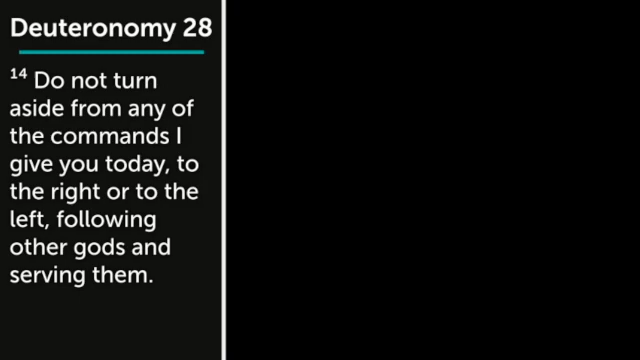 Deuteronomy 28
14 Do not turn
aside from any of
the commands I
give you today, to
the right or to the
left, following
other gods and
serving them.